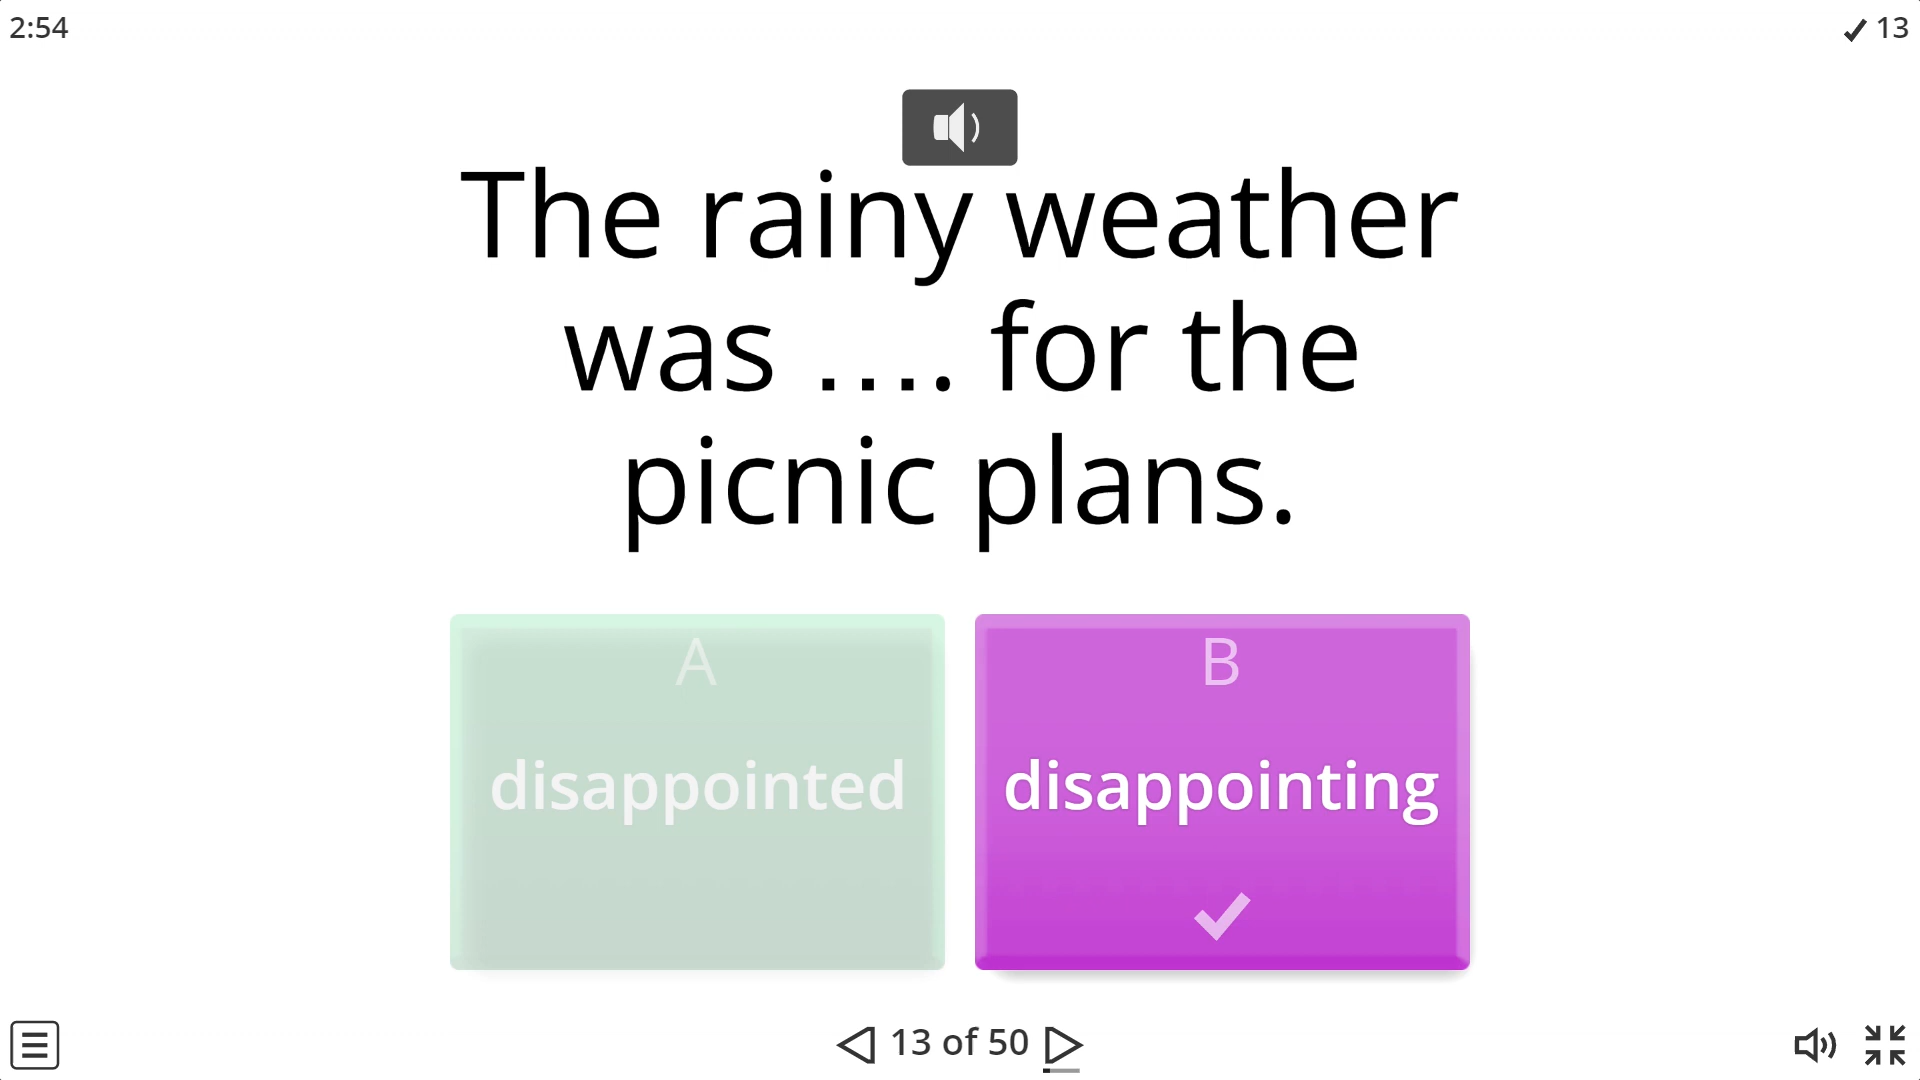 2:54
13
The rainy weather
was .... for the
picnic plans.
A
disappointed
B
disappointing
13 of 50